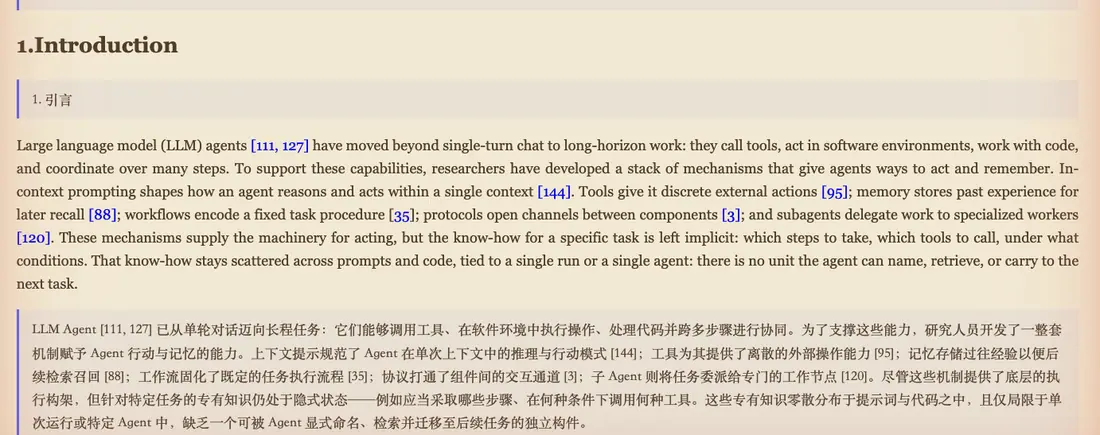 1.Introduction
1. 引言
Large language model (LLM) agents [111, 127] have moved beyond single-turn chat to long-horizon work: they call tools, act in software environments, work with code,
and coordinate over many steps. To support these capabilities, researchers have developed a stack of mechanisms that give agents ways to act and remember. In-
context prompting shapes how an agent reasons and acts within a single context [144]. Tools give it discrete external actions [95]; memory stores past experience for
later recall [88]; workflows encode a fixed task procedure [35]; protocols open channels between components [3]; and subagents delegate work to specialized workers
[120]. These mechanisms supply the machinery for acting, but the know-how for a specific task is left implicit: which steps to take, which tools to call, under what
conditions. That know-how stays scattered across prompts and code, tied to a single run or a single agent: there is no unit the agent can name, retrieve, or carry to the
next task.
LLM Agent [111, 127] 已从单轮对话迈向长程任务：它们能够调用工具、在软件环境中执行操作、处理代码并跨多步骤进行协同。为了支撑这些能力，研究人员开发了一整套
机制赋予 Agent 行动与记忆的能力。上下文提示规范了 Agent 在单次上下文中的推理与行动模式 [144]；工具为其提供了离散的外部操作能力 [95]；记忆存储过往经验以便后
续检索召回 [88]；工作流固化了既定的任务执行流程 [35]；协议打通了组件间的交互通道 [3]；子 Agent 则将任务委派给专门的工作节点 [120]。尽管这些机制提供了底层的执
行构架，但针对特定任务的专有知识仍处于隐式状态——例如应当采取哪些步骤、在何种条件下调用何种工具。这些专有知识零散分布于提示词与代码之中，且仅局限于单
次运行或特定 Agent 中，缺乏一个可被 Agent 显式命名、检索并迁移至后续任务的独立构件。